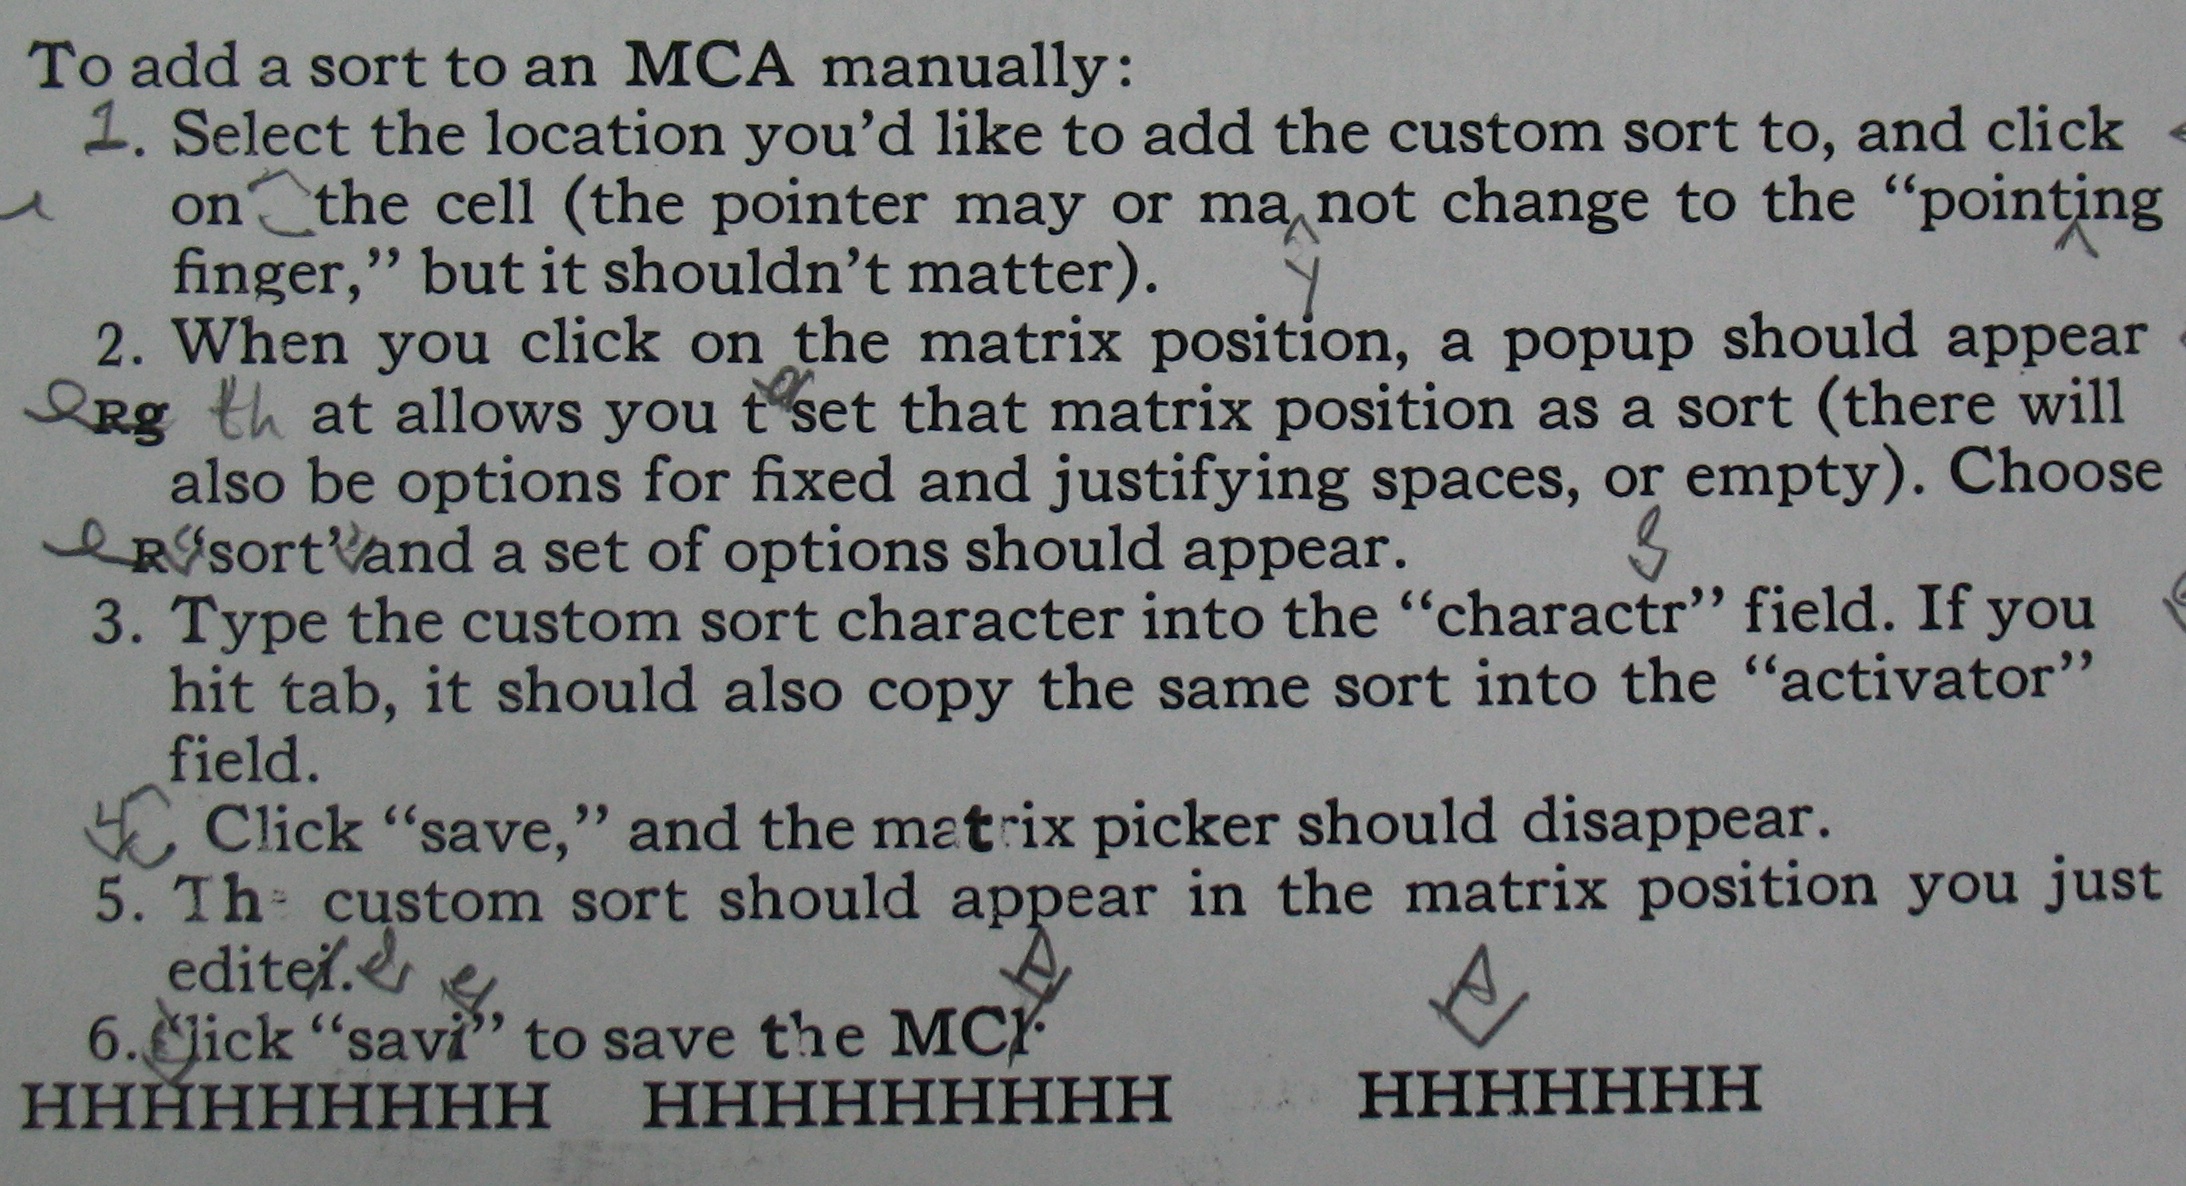 To add a sort to an MCA manually:
1. Select the location you’d like to add the custom sort to, and click
on the cell (the pointer may or ma not change to the “pointing
finger,” but it shouldn’t matter).
y
2. When you click on the matrix position, a popup should appear
Rg th at allows you t o set that matrix position as a sort (there will
also be options for fixed and justifying spaces, or empty). Choose
R “sort” and a set of options should appear.
3. Type the custom sort character into the “charactr” field. If you
hit tab, it should also copy the same sort into the “activator”
field.
4. Click “save,” and the matrix picker should disappear.
5. Th custom sort should appear in the matrix position you just
edite. d
e
A
A
6. Click “savi” to save the MC
HHHHHHHHH HHHHHHHHH HHHHHHH